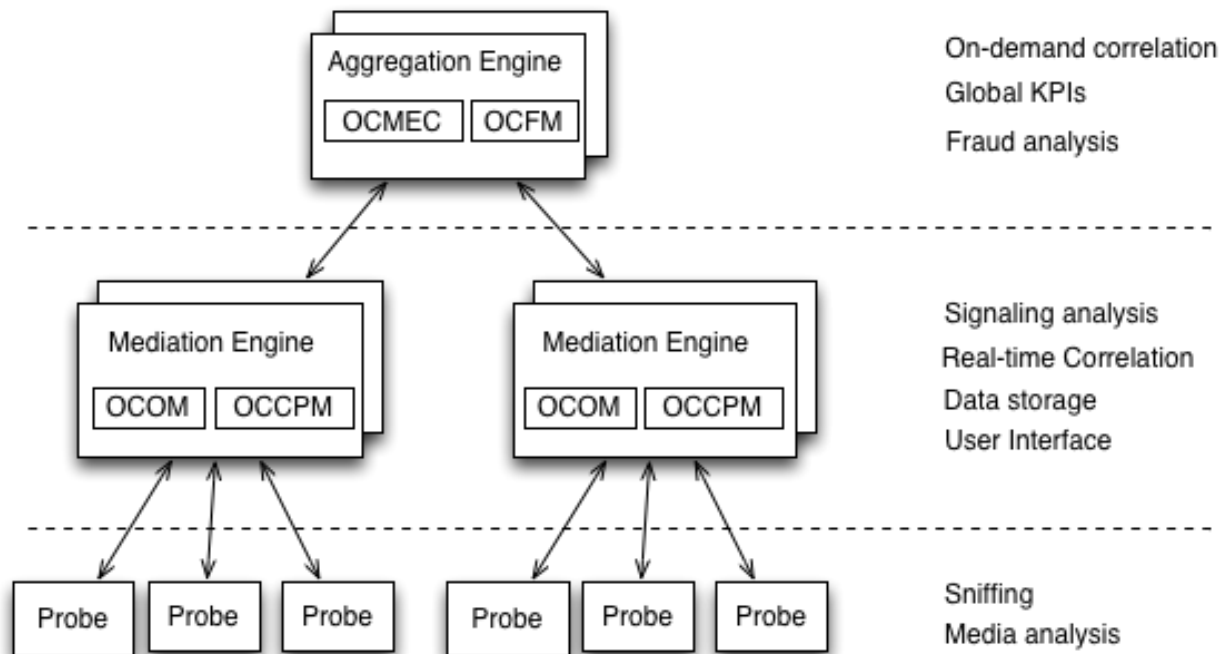 Aggregation Engine
OCMEC OCFM
On-demand correlation
Global KPIs
Fraud analysis
Mediation Engine
OCOM OCCPM
Mediation Engine
OCOM OCCPM
Signaling analysis
Real-time Correlation
Data storage
User Interface
Probe Probe Probe Probe Probe Probe
Sniffing
Media analysis